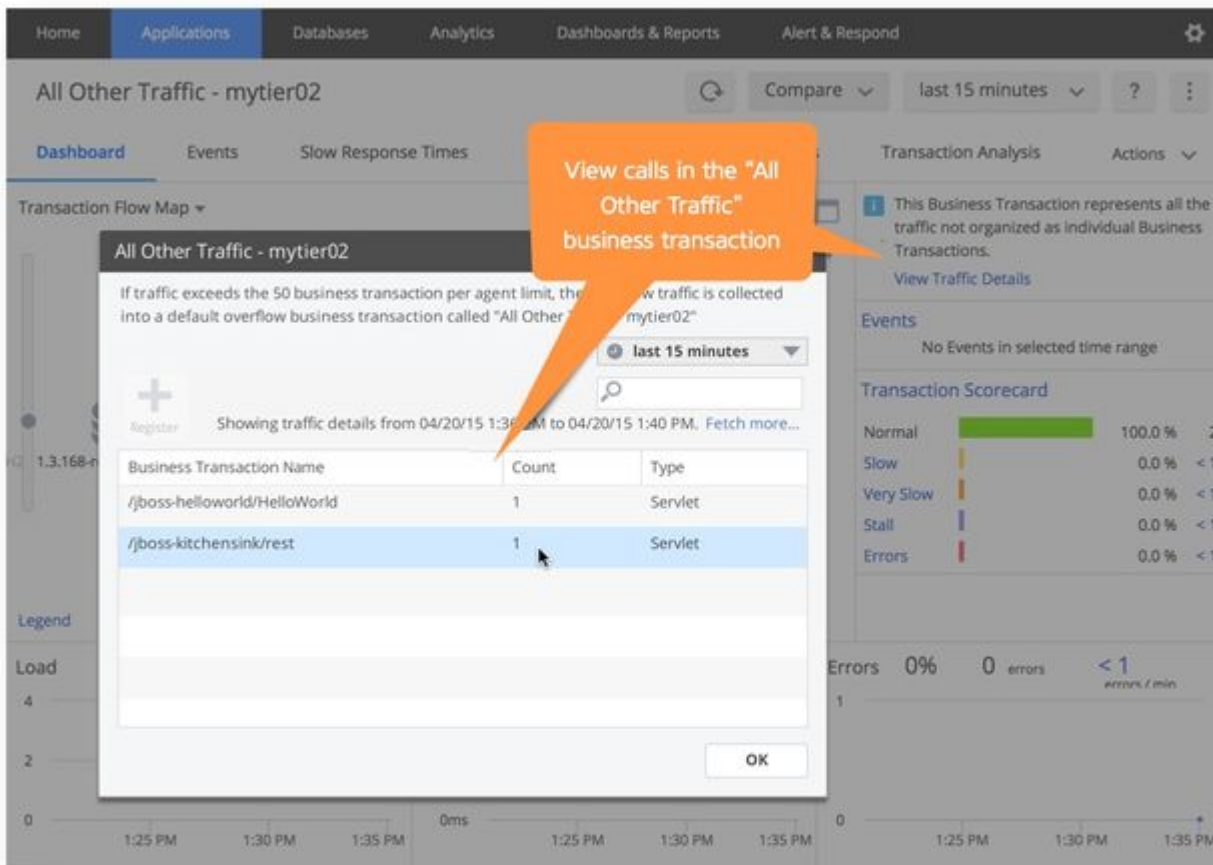 Home Applications Databases Analytics Dashboards & Reports Alert & Respond
All Other Traffic - mytier02
Compare
last 15 minutes
?
Dashboard Events Slow Response Times Transaction Analysis Actions
View calls in the "All
Other Traffic"
business transaction
Transaction Flow Map
This Business Transaction represents all the
traffic not organized as individual Business
Transactions.
View Traffic Details
Events
No Events in selected time range
Transaction Scorecard
Normal 100.0 %
Slow 0.0 %
Very Slow 0.0 %
Stall 0.0 %
Errors 0.0 %
All Other Traffic - mytier02
If traffic exceeds the 50 business transaction per agent limit, the traffic is collected
into a default overflow business transaction called "All Other mytier02"
last 15 minutes
Register
Showing traffic details from 04/20/15 to 04/20/15 1:40 PM. Fetch more...
Business Transaction Name Count Type
/jboss-helloworld/HelloWorld 1 Servlet
/jboss-kitchensink/rest 1 Servlet
OK
Legend
Load
4
2
0
1:25 PM 1:30 PM 1:35 PM
0ms
1:25 PM 1:30 PM 1:35 PM
Errors 0% 0 errors < 1
errors / min
1
0
1:25 PM 1:30 PM 1:35 PM